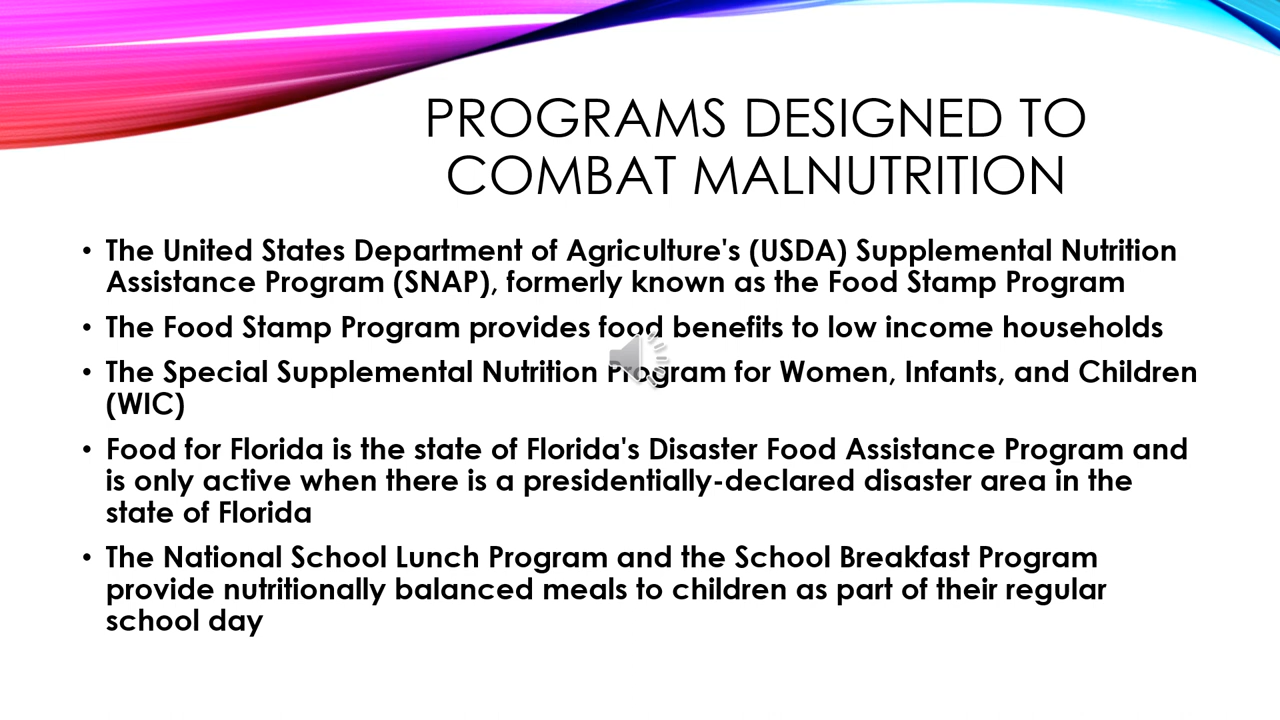 PROGRAMS DESIGNED TO
COMBAT MALNUTRITION
• The United States Department of Agriculture's (USDA) Supplemental Nutrition
Assistance Program (SNAP), formerly known as the Food Stamp Program
• The Food Stamp Program provides food benefits to low income households
• The Special Supplemental Nutrition Program for Women, Infants, and Children
(WIC)
• Food for Florida is the state of Florida's Disaster Food Assistance Program and
is only active when there is a presidentially-declared disaster area in the
state of Florida
• The National School Lunch Program and the School Breakfast Program
provide nutritionally balanced meals to children as part of their regular
school day